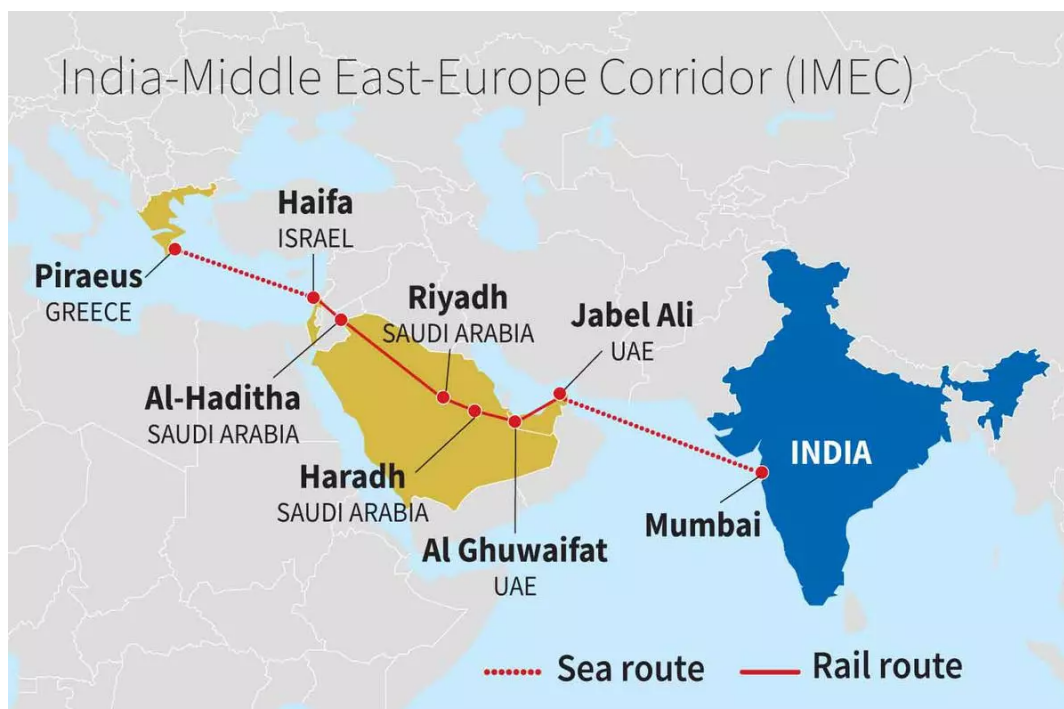 India-Middle East-Europe Corridor (IMEC)
Haifa
ISRAEL
Piraeus
GREECE
Riyadh
SAUDI ARABIA
Jabel Ali
UAE
Al-Haditha
SAUDI ARABIA
INDIA
Haradh
SAUDI ARABIA
Mumbai
Al Ghuwaifat
UAE
Sea route
Rail route